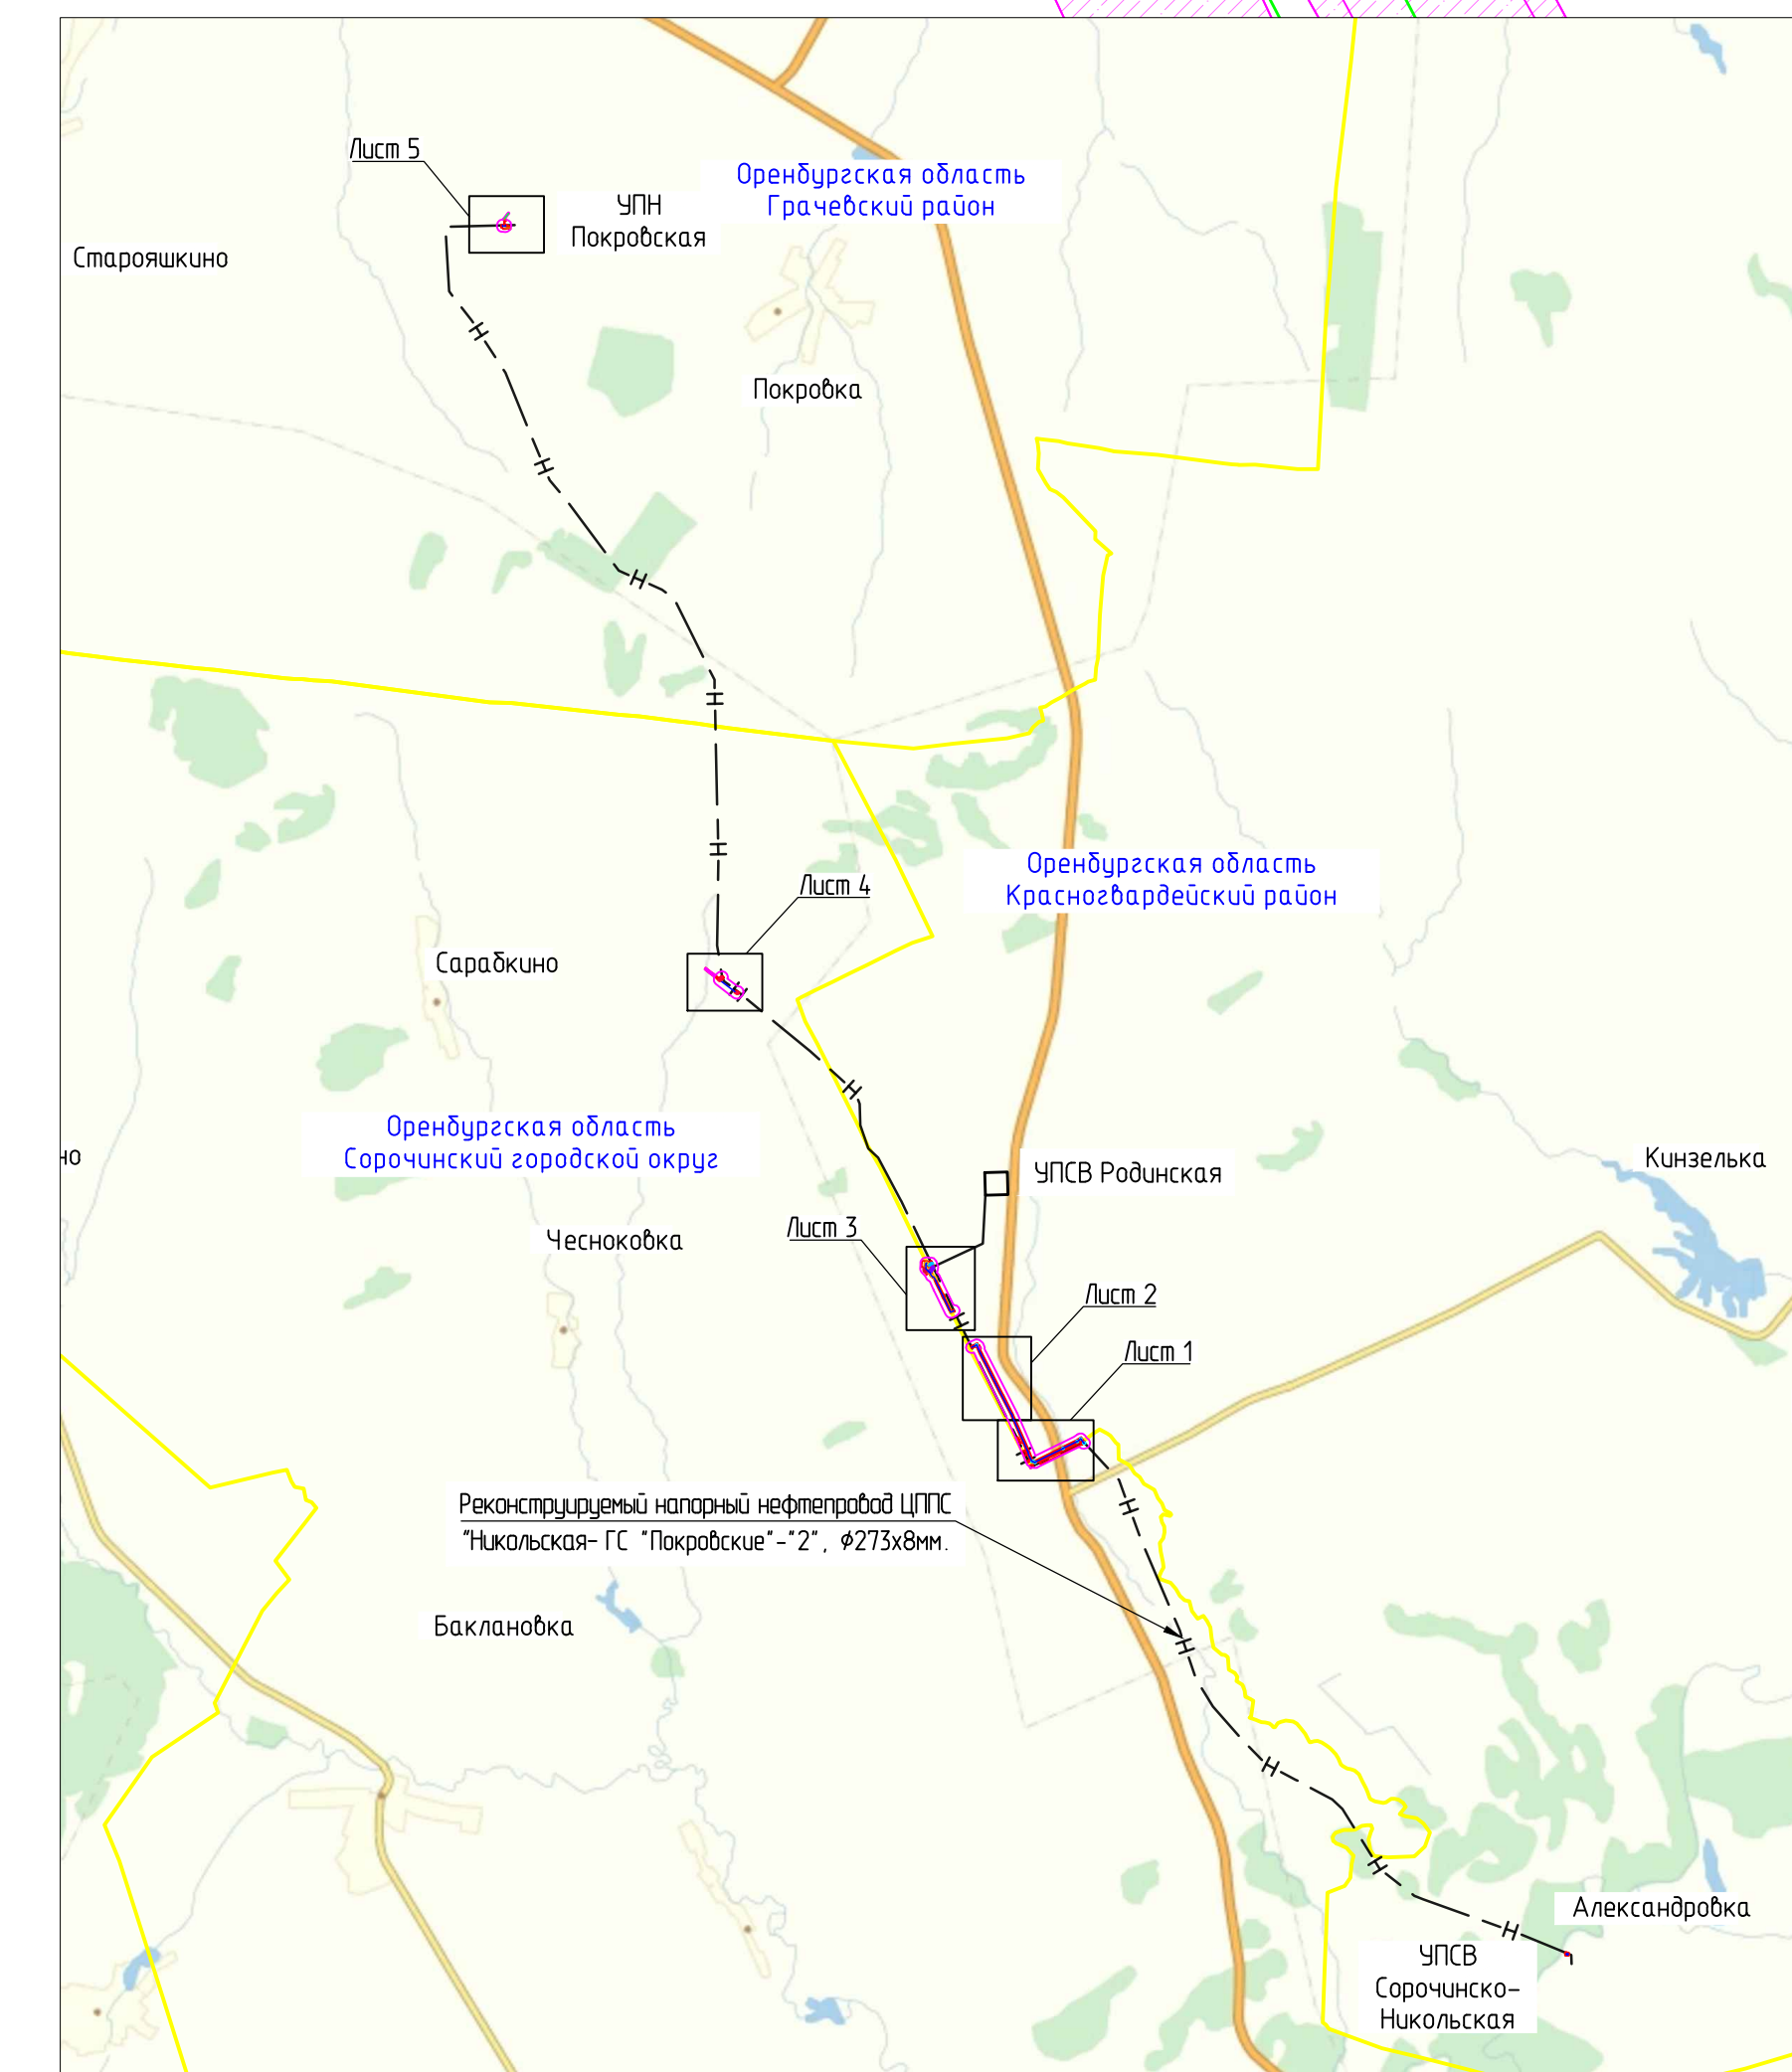 Лист 5
Оренбургская область
Грачевский район
УПН
Покровская
Старояшкино
Покровка
Оренбургская область
Красногвардейский район
Лист 4
Сарабкино
Оренбургская область
Сорочинский городской округ
но
Кинзелька
УПСВ Родинская
Лист 3
Чесноковка
Лист 2
Лист 1
Реконструируемый напорный нефтепровод ЦППС
"Никольская- ГС "Покровские"-"2", ϕ273х8мм.
Баклановка
Александровка
УПСВ
Сорочинско-
Никольская
Н
Н
Н
Н
Н
Н
Н
Н
Н
Н
Н
Н
Н
Н